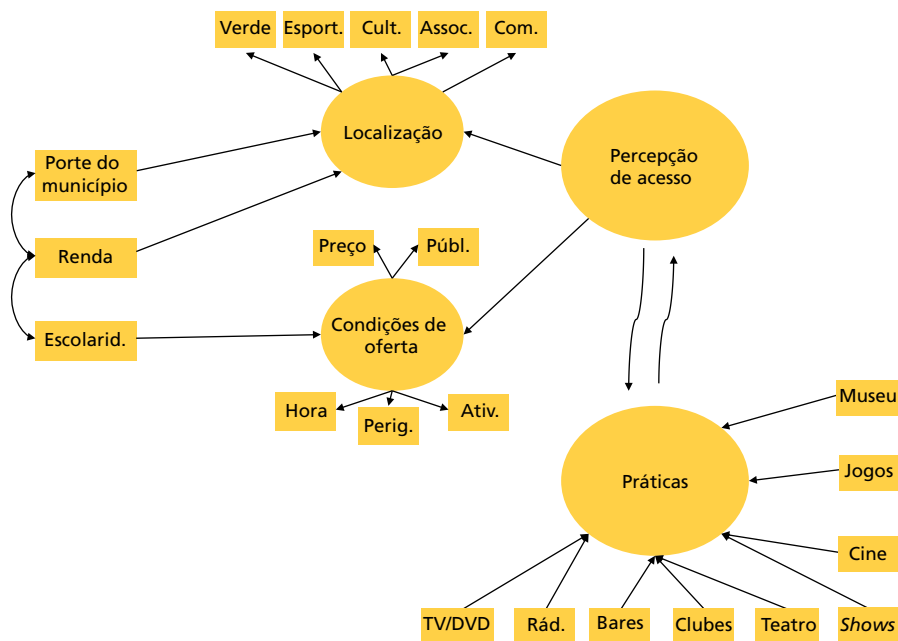 Verde
Esport.
Cult.
Assoc.
Com.
Localização
Percepção
de acesso
Porte do
município
Renda
Preço
Públ.
Escolarid.
Condições de
oferta
Hora
Perig.
Ativ.
Museu
Práticas
Jogos
Cine
TV/DVD
Rád.
Bares
Clubes
Teatro
Shows